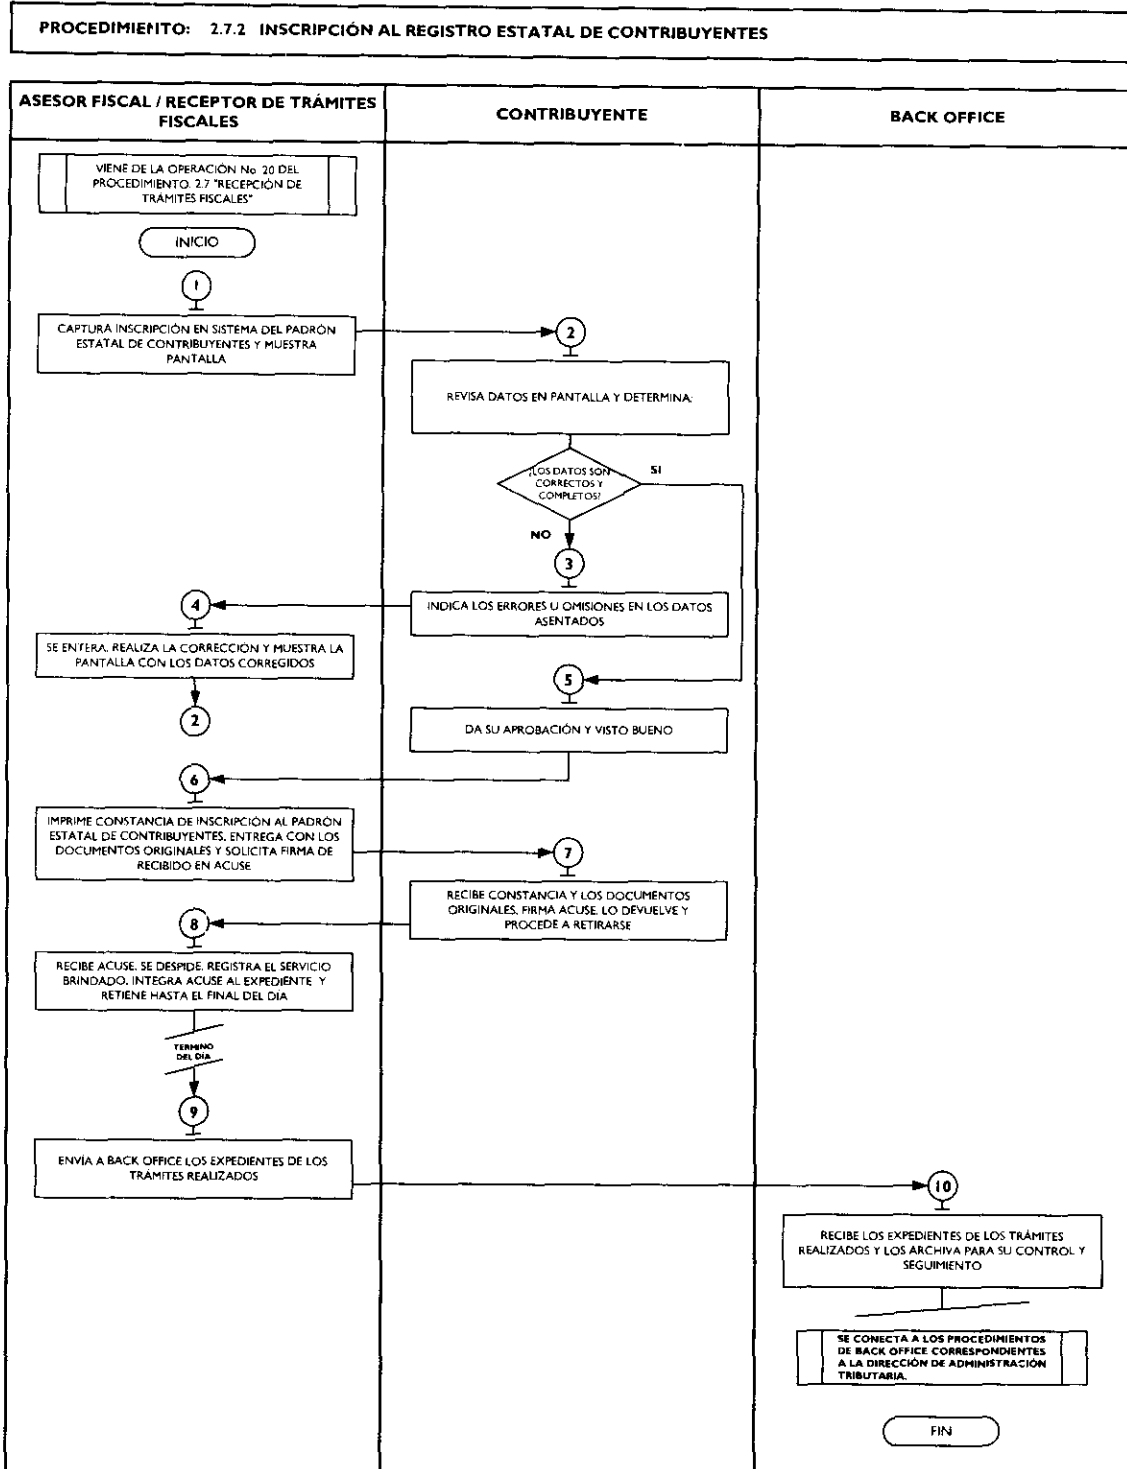 PROCEDIMIENTO: 2.7.2 INSCRIPCIÓN AL REGISTRO ESTATAL DE CONTRIBUYENTES
ASESOR FISCAL / RECEPTOR DE TRÁMITES
FISCALES
CONTRIBUYENTE
BACK OFFICE
VIENE DE LA OPERACIÓN No 20 DEL
PROCEDIMIENTO. 2.7 "RECEPCIÓN DE
TRÁMITES FISCALES"
INICIO
1
CAPTURA INSCRIPCIÓN EN SISTEMA DEL PADRÓN
ESTATAL DE CONTRIBUYENTES Y MUESTRA
PANTALLA
2
REVISA DATOS EN PANTALLA Y DETERMINA:
¿LOS DATOS SON
CORRECTOS Y
COMPLETOS?
SI
NO
3
INDICA LOS ERRORES U OMISIONES EN LOS DATOS
ASENTADOS
4
SE ENTERA, REALIZA LA CORRECCIÓN Y MUESTRA LA
PANTALLA CON LOS DATOS CORREGIDOS
2
5
DA SU APROBACIÓN Y VISTO BUENO
6
IMPRIME CONSTANCIA DE INSCRIPCIÓN AL PADRÓN
ESTATAL DE CONTRIBUYENTES, ENTREGA CON LOS
DOCUMENTOS ORIGINALES Y SOLICITA FIRMA DE
RECIBIDO EN ACUSE
7
RECIBE CONSTANCIA Y LOS DOCUMENTOS
ORIGINALES, FIRMA ACUSE, LO DEVUELVE Y
PROCEDE A RETIRARSE
8
RECIBE ACUSE, SE DESPIDE, REGISTRA EL SERVICIO
BRINDADO, INTEGRA ACUSE AL EXPEDIENTE Y
RETIENE HASTA EL FINAL DEL DÍA
TERMINO
DEL DÍA
9
ENVÍA A BACK OFFICE LOS EXPEDIENTES DE LOS
TRÁMITES REALIZADOS
10
RECIBE LOS EXPEDIENTES DE LOS TRÁMITES
REALIZADOS Y LOS ARCHIVA PARA SU CONTROL Y
SEGUIMIENTO
SE CONECTA A LOS PROCEDIMIENTOS
DE BACK OFFICE CORRESPONDIENTES
A LA DIRECCIÓN DE ADMINISTRACIÓN
TRIBUTARIA.
FIN